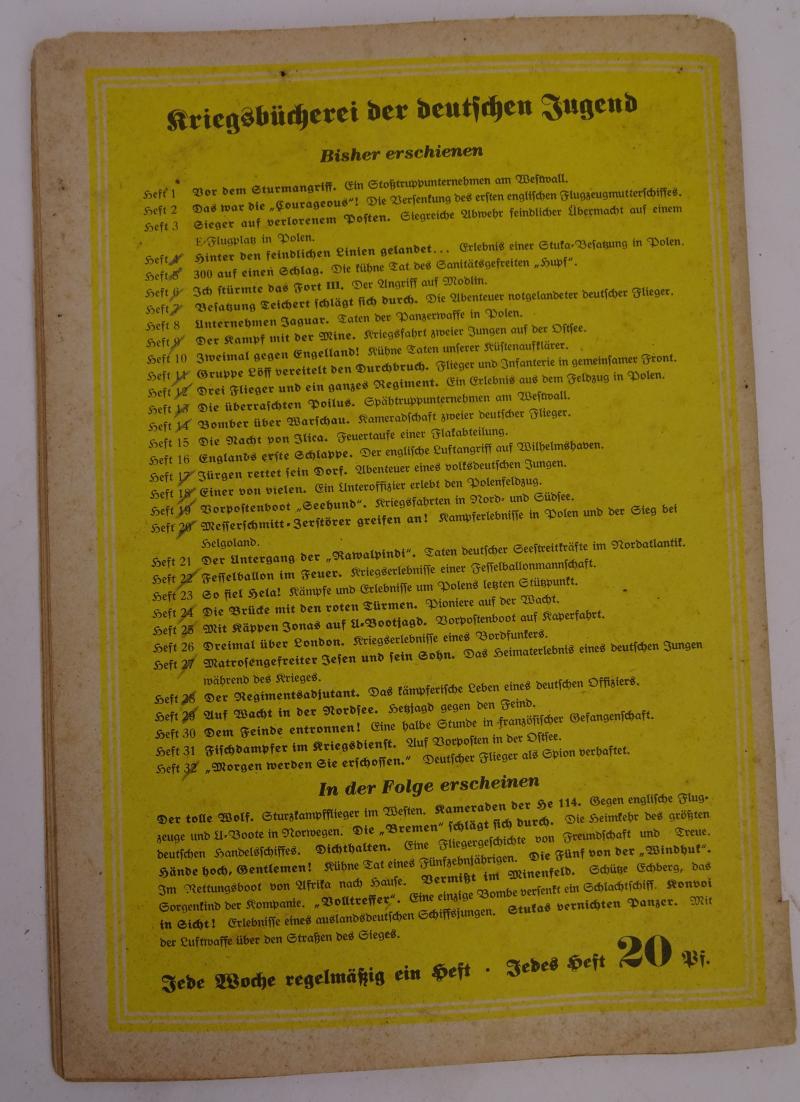 Kriegsbücherei der deutschen Jugend
Bisher erschienen
Heft 1 Vor dem Sturmangriff. Ein Stoßtruppunternehmen am Westwall.
Heft 2 Das war die „Courageous“! Die Versenkung des ersten englischen Flugzeugmutterschiffes.
Heft 3 Sieger auf verlorenem Posten. Siegreiche Abwehr feindlicher Übermacht auf einem
E-Flugplatz in Polen.
Heft 4 Hinter den feindlichen Linien gelandet... Erlebnis einer Stuka-Besatzung in Polen.
Heft 5 300 auf einen Schlag. Die kühne Tat des Sanitätsgefreiten „Hupf“.
Heft 6 Ich stürmte das Fort III. Der Angriff auf Modlin.
Heft 7 Besatzung Teichert schlägt sich durch. Die Abenteuer notgelandeter deutscher Flieger.
Heft 8 Unternehmen Jaguar. Taten der Panzerwaffe in Polen.
Heft 9 Der Kampf mit der Mine. Kriegsfahrt zweier Jungen auf der Ostsee.
Heft 10 Zweimal gegen Engelland! Kühne Taten unserer Küstenaufklärer.
Heft 11 Gruppe Löff vereitelt den Durchbruch. Flieger und Infanterie in gemeinsamer Front.
Heft 12 Drei Flieger und ein ganzes Regiment. Ein Erlebnis aus dem Feldzug in Polen.
Heft 13 Die überraschten Poilus. Spähtruppunternehmen am Westwall.
Heft 14 Bomber über Warschau. Kameradschaft zweier deutscher Flieger.
Heft 15 Die Nacht von Ilica. Feuertaufe einer Flakabteilung.
Heft 16 Englands erste Schlappe. Der englische Luftangriff auf Wilhelmshaven.
Heft 17 Jürgen rettet sein Dorf. Abenteuer eines volksdeutschen Jungen.
Heft 18 Einer von vielen. Ein Unteroffizier erlebt den Polenfeldzug.
Heft 19 Vorpostenboot „Seehund“. Kriegsfahrten in Nord- und Südsee.
Heft 20 Messerschmitt-Zerstörer greifen an! Kampferlebnisse in Polen und der Sieg bei
Helgoland.
Heft 21 Der Untergang der „Rawalpindi“. Taten deutscher Seestreitkräfte im Nordatlantik.
Heft 22 Fesselballon im Feuer. Kriegserlebnisse einer Fesselballonmannschaft.
Heft 23 So fiel Hela! Kämpfe und Erlebnisse um Polens letzten Stützpunkt.
Heft 24 Die Brücke mit den roten Türmen. Pioniere auf der Wacht.
Heft 25 Mit Käppen Jonas auf U-Bootjagd. Vorpostenboot auf Kaperfahrt.
Heft 26 Dreimal über London. Kriegserlebnisse eines Bordfunkers.
Heft 27 Matrosengefreiter Jesen und sein Sohn. Das Heimaterlebnis eines deutschen Jungen
während des Krieges.
Heft 28 Der Regimentsadjutant. Das kämpferische Leben eines deutschen Offiziers.
Heft 29 Auf Wacht in der Nordsee. Hetzjagd gegen den Feind.
Heft 30 Dem Feinde entronnen! Eine halbe Stunde in französischer Gefangenschaft.
Heft 31 Fischdampfer im Kriegsdienst. Auf Vorposten in der Ostsee.
Heft 32 „Morgen werden Sie erschossen.“ Deutscher Flieger als Spion verhaftet.
In der Folge erscheinen
Der tolle Wolf. Sturzkampfflieger im Westen. Kameraden der He 114. Gegen englische Flug-
zeuge und U-Boote in Norwegen. Die „Bremen“ schlägt sich durch. Die Heimkehr des größten
deutschen Handelsschiffes. Dichthalten. Eine Fliegergeschichte von Freundschaft und Treue.
Hände hoch, Gentlemen! Kühne Tat eines Fünfzehnjährigen. Die Fünf von der „Windhuk“.
Im Rettungsboot von Afrika nach Hause. Vermißt im Minenfeld. Schütze Echberg, das
Sorgenkind der Kompanie. „Volltreffer“. Eine einzige Bombe versenkt ein Schlachtschiff. Konvoi
in Sicht! Erlebnisse eines auslandsdeutschen Schiffsjungen. Stukas vernichten Panzer. Mit
der Luftwaffe über den Straßen des Sieges.
Jede Woche regelmäßig ein Heft · Jedes Heft 20 Pf.